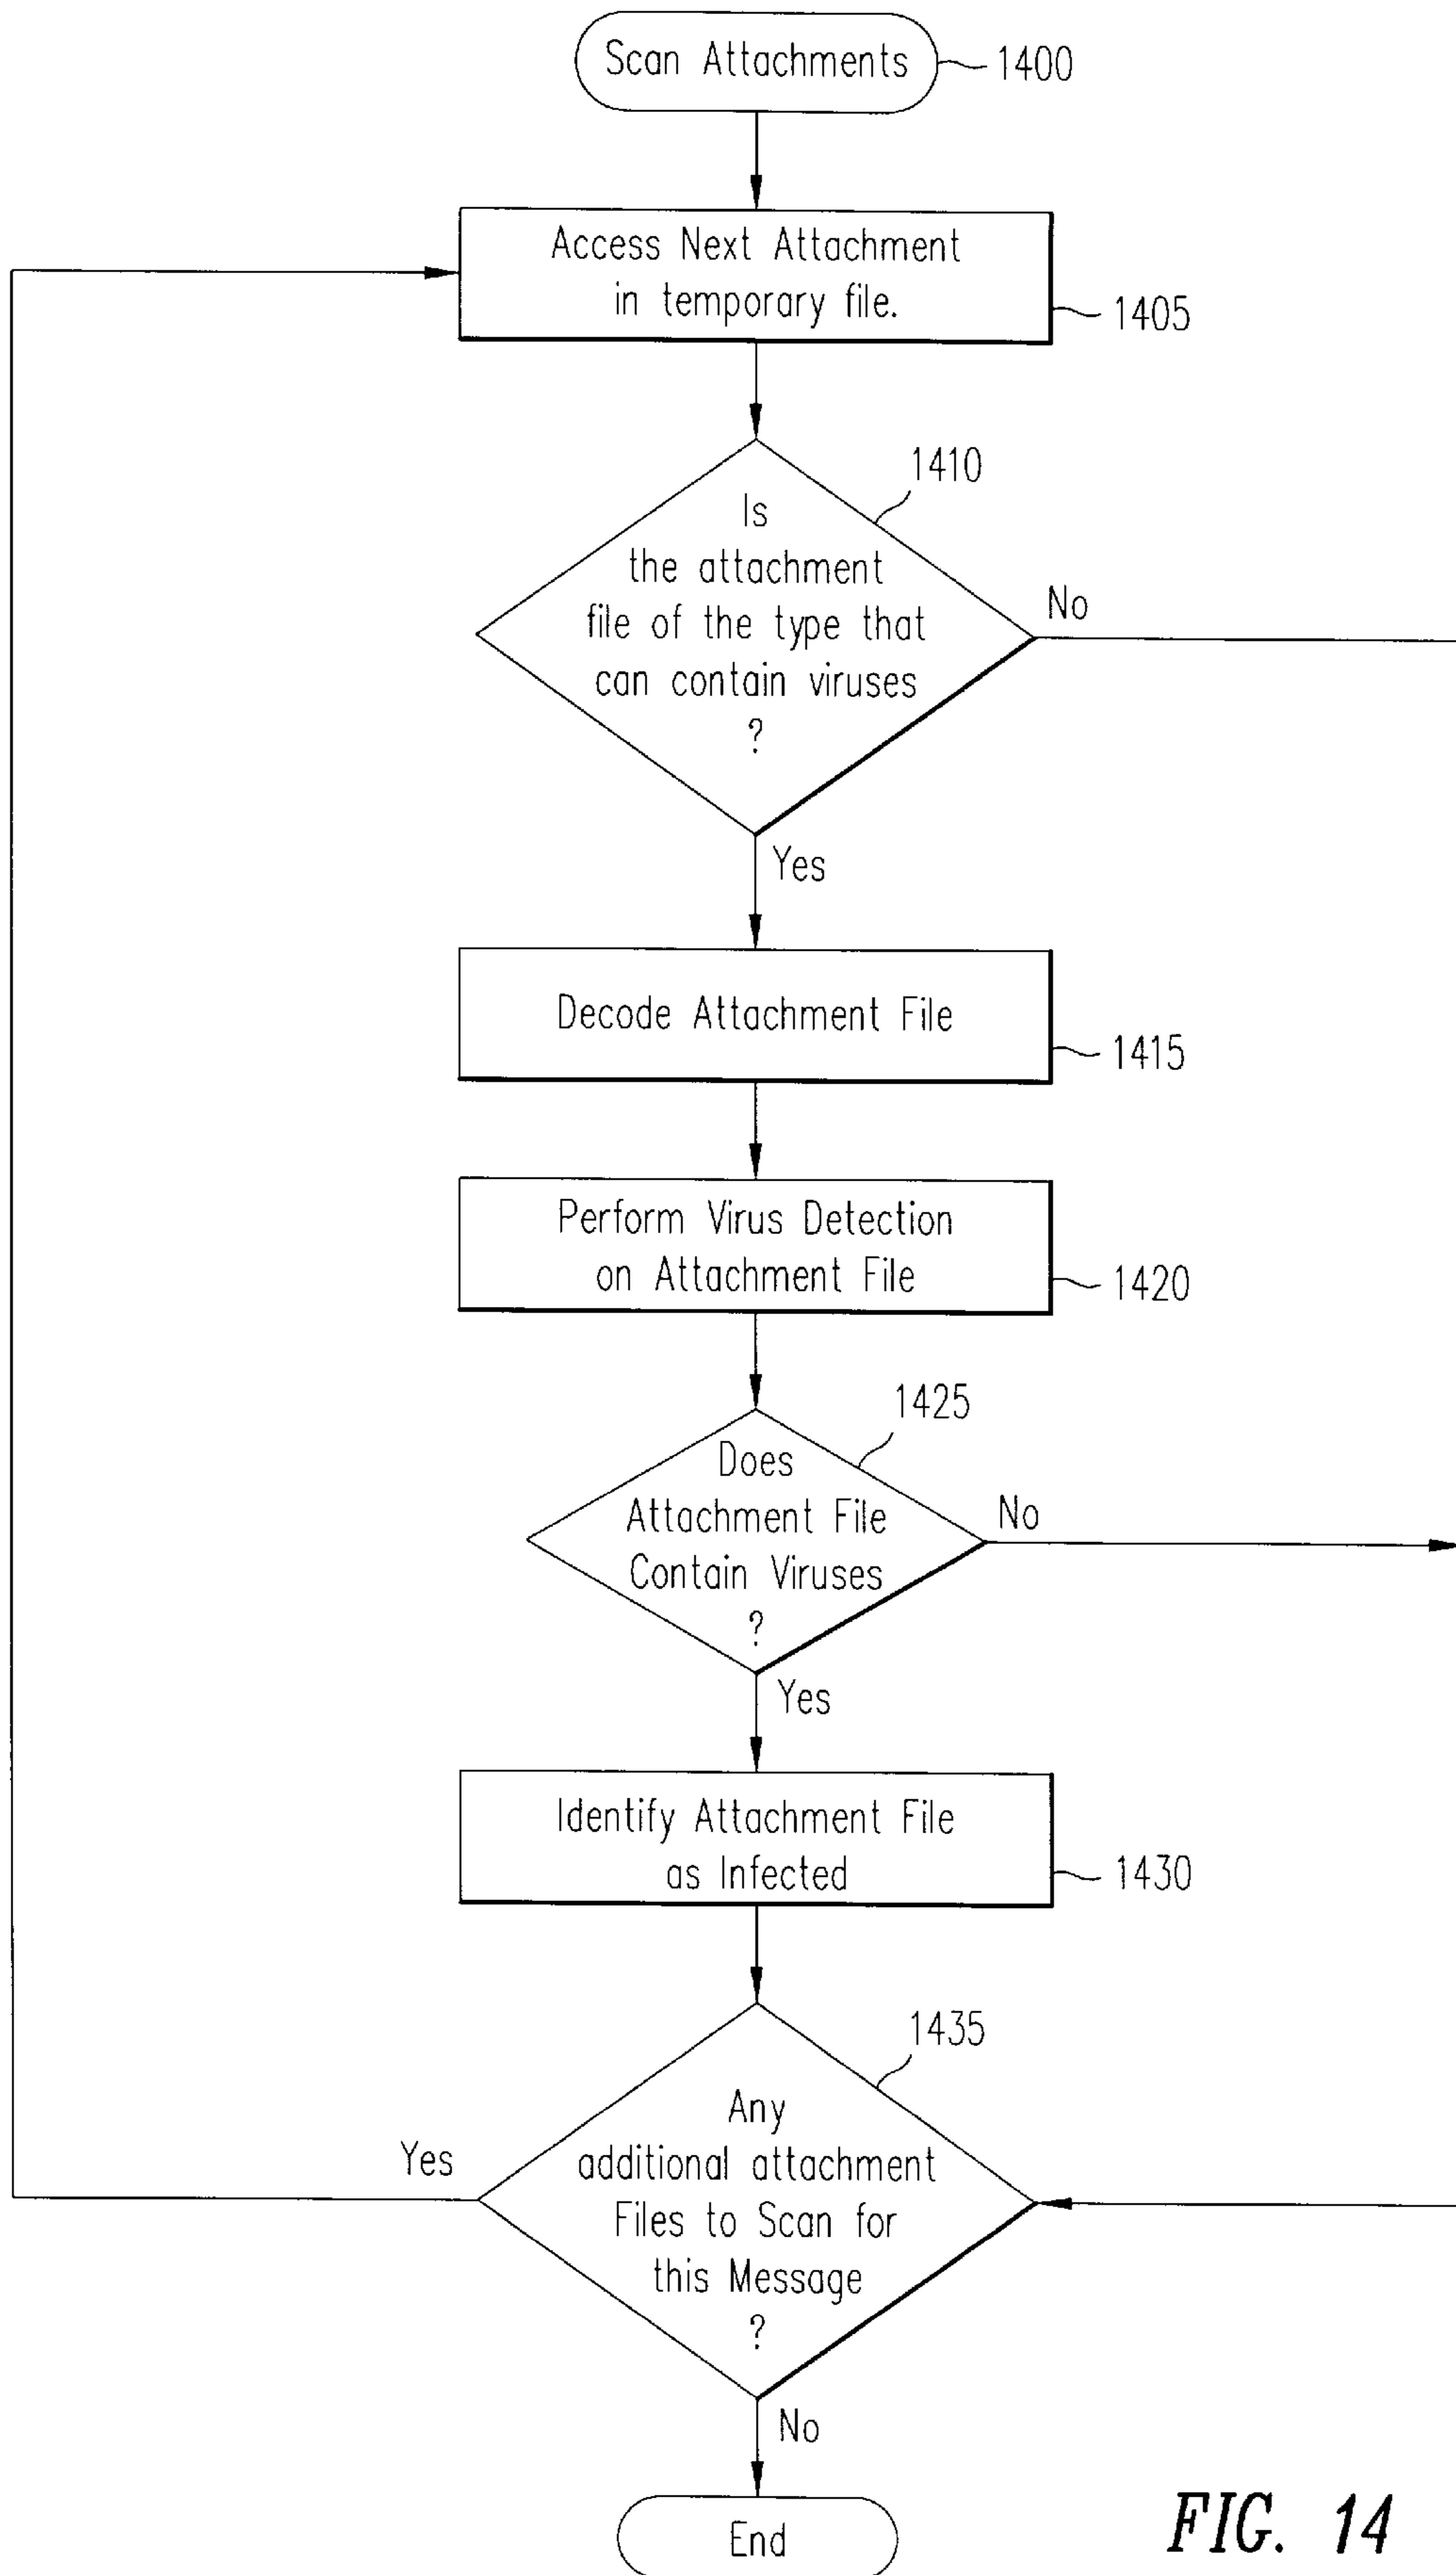 Scan Attachments
1400
Access Next Attachment
in temporary file.
1405
1410
Is
the attachment
file of the type that
can contain viruses
?
No
Yes
Decode Attachment File
1415
Perform Virus Detection
on Attachment File
1420
1425
Does
Attachment File
Contain Viruses
?
No
Yes
Identify Attachment File
as Infected
1430
1435
Any
additional attachment
Files to Scan for
this Message
?
Yes
No
End
FIG. 14